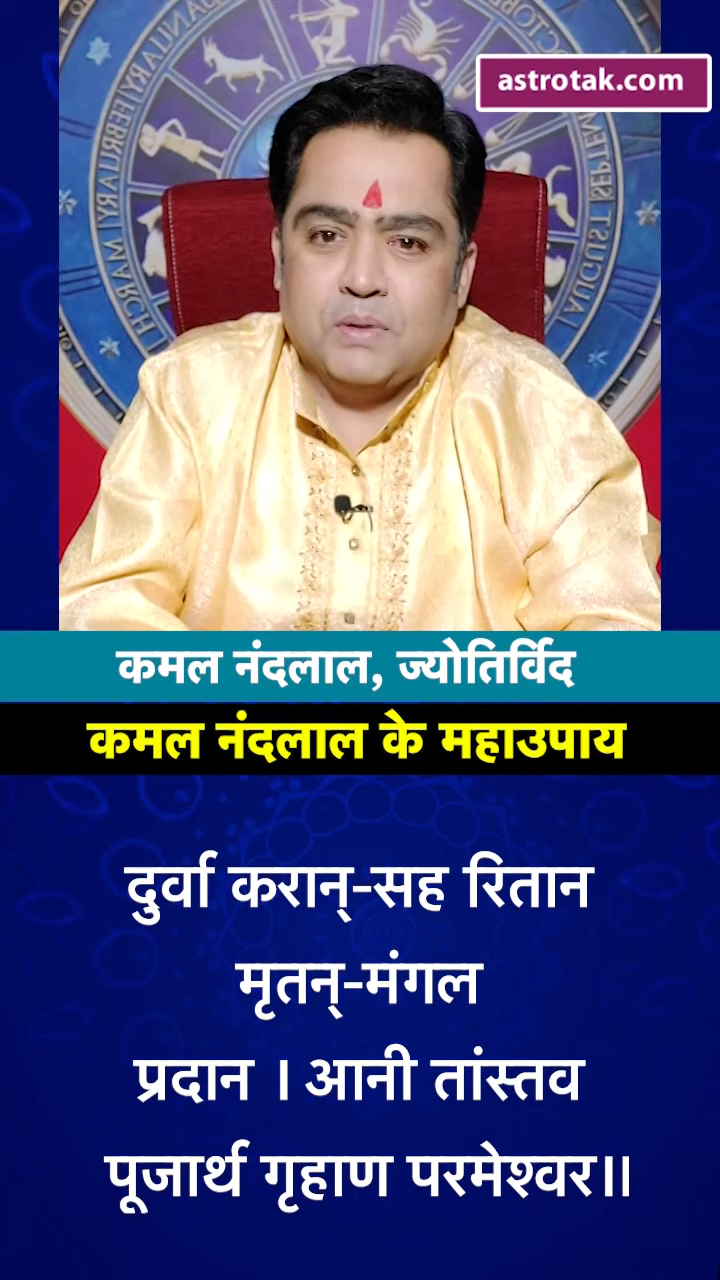 astrotak.com
कमल नंदलाल, ज्योतिर्विद
कमल नंदलाल के महाउपाय
दुर्वा करान्-सह रितान
मृतन्-मंगल
प्रदान । आनी तांस्तव
पूजार्थ गृहाण परमेश्वर॥